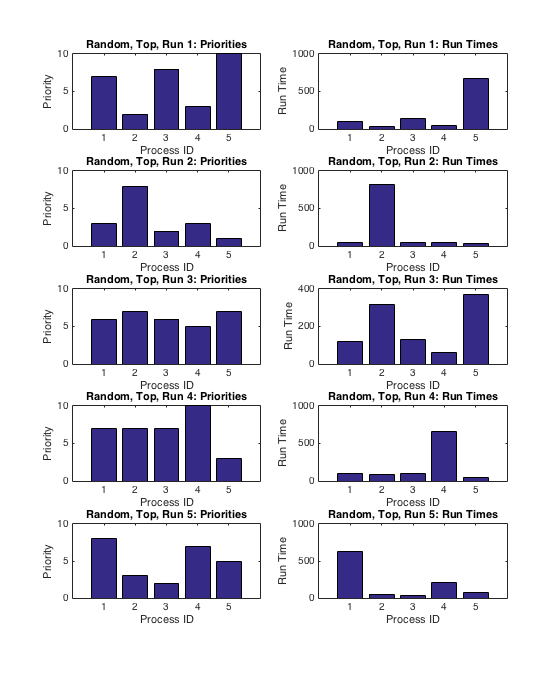 Random, Top, Run 1: Priorities
10
5
0
Priority
1 2 3 4 5
Process ID
Random, Top, Run 1: Run Times
1000
500
0
Run Time
1 2 3 4 5
Process ID
Random, Top, Run 2: Priorities
10
5
0
Priority
1 2 3 4 5
Process ID
Random, Top, Run 2: Run Times
1000
500
0
Run Time
1 2 3 4 5
Process ID
Random, Top, Run 3: Priorities
10
5
0
Priority
1 2 3 4 5
Process ID
Random, Top, Run 3: Run Times
400
200
0
Run Time
1 2 3 4 5
Process ID
Random, Top, Run 4: Priorities
10
5
0
Priority
1 2 3 4 5
Process ID
Random, Top, Run 4: Run Times
1000
500
0
Run Time
1 2 3 4 5
Process ID
Random, Top, Run 5: Priorities
10
5
0
Priority
1 2 3 4 5
Process ID
Random, Top, Run 5: Run Times
1000
500
0
Run Time
1 2 3 4 5
Process ID